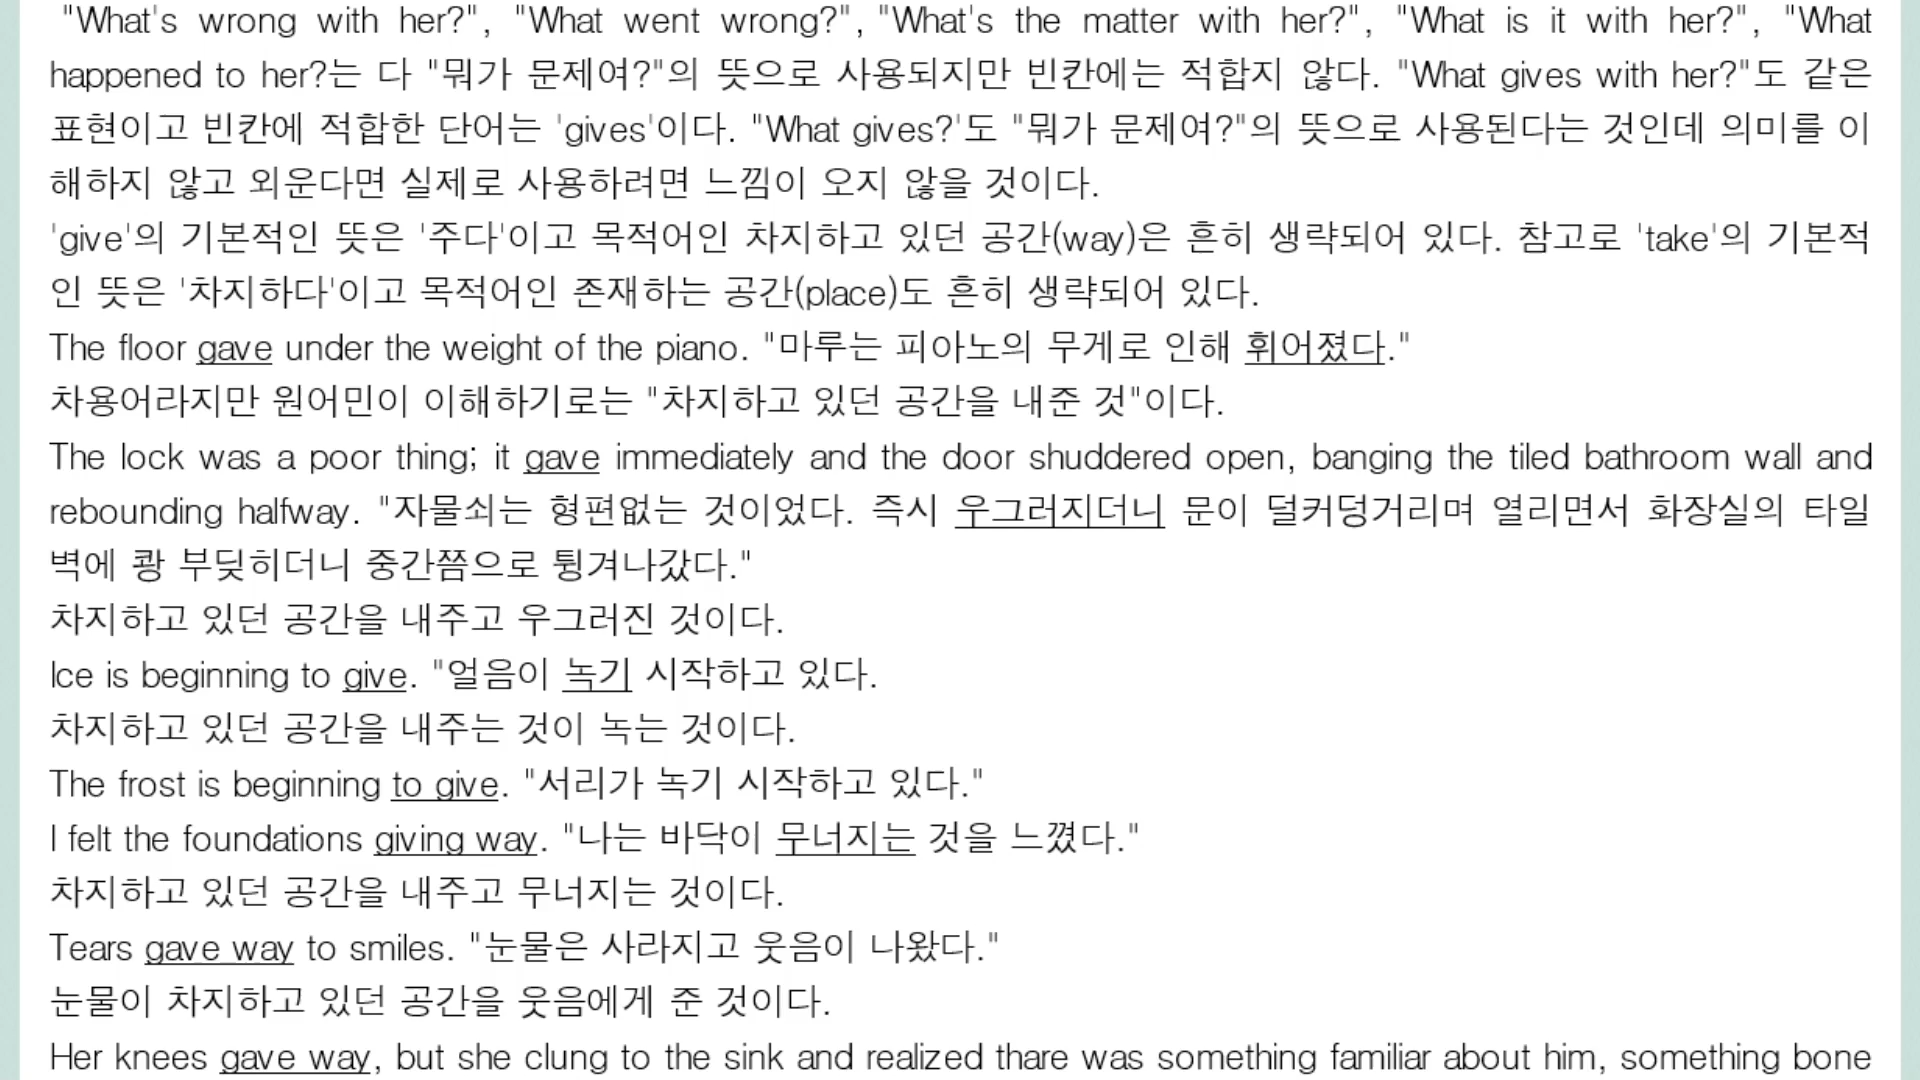 "What's wrong with her?", "What went wrong?", "What's the matter with her?", "What is it with her?", "What
happened to her?는 다 "뭐가 문제여?"의 뜻으로 사용되지만 빈칸에는 적합지 않다. "What gives with her?"도 같은
표현이고 빈칸에 적합한 단어는 'gives'이다. "What gives?'도 "뭐가 문제여?"의 뜻으로 사용된다는 것인데 의미를 이
해하지 않고 외운다면 실제로 사용하려면 느낌이 오지 않을 것이다.
'give'의 기본적인 뜻은 '주다'이고 목적어인 차지하고 있던 공간(way)은 흔히 생략되어 있다. 참고로 'take'의 기본적
인 뜻은 '차지하다'이고 목적어인 존재하는 공간(place)도 흔히 생략되어 있다.
The floor gave under the weight of the piano. "마루는 피아노의 무게로 인해 휘어졌다."
차용어라지만 원어민이 이해하기로는 "차지하고 있던 공간을 내준 것"이다.
The lock was a poor thing; it gave immediately and the door shuddered open, banging the tiled bathroom wall and
rebounding halfway. "자물쇠는 형편없는 것이었다. 즉시 우그러지더니 문이 덜커덩거리며 열리면서 화장실의 타일
벽에 쾅 부딪히더니 중간쯤으로 튕겨나갔다."
차지하고 있던 공간을 내주고 우그러진 것이다.
Ice is beginning to give. "얼음이 녹기 시작하고 있다.
차지하고 있던 공간을 내주는 것이 녹는 것이다.
The frost is beginning to give. "서리가 녹기 시작하고 있다."
I felt the foundations giving way. "나는 바닥이 무너지는 것을 느꼈다."
차지하고 있던 공간을 내주고 무너지는 것이다.
Tears gave way to smiles. "눈물은 사라지고 웃음이 나왔다."
눈물이 차지하고 있던 공간을 웃음에게 준 것이다.
Her knees gave way, but she clung to the sink and realized thare was something familiar about him, something bone